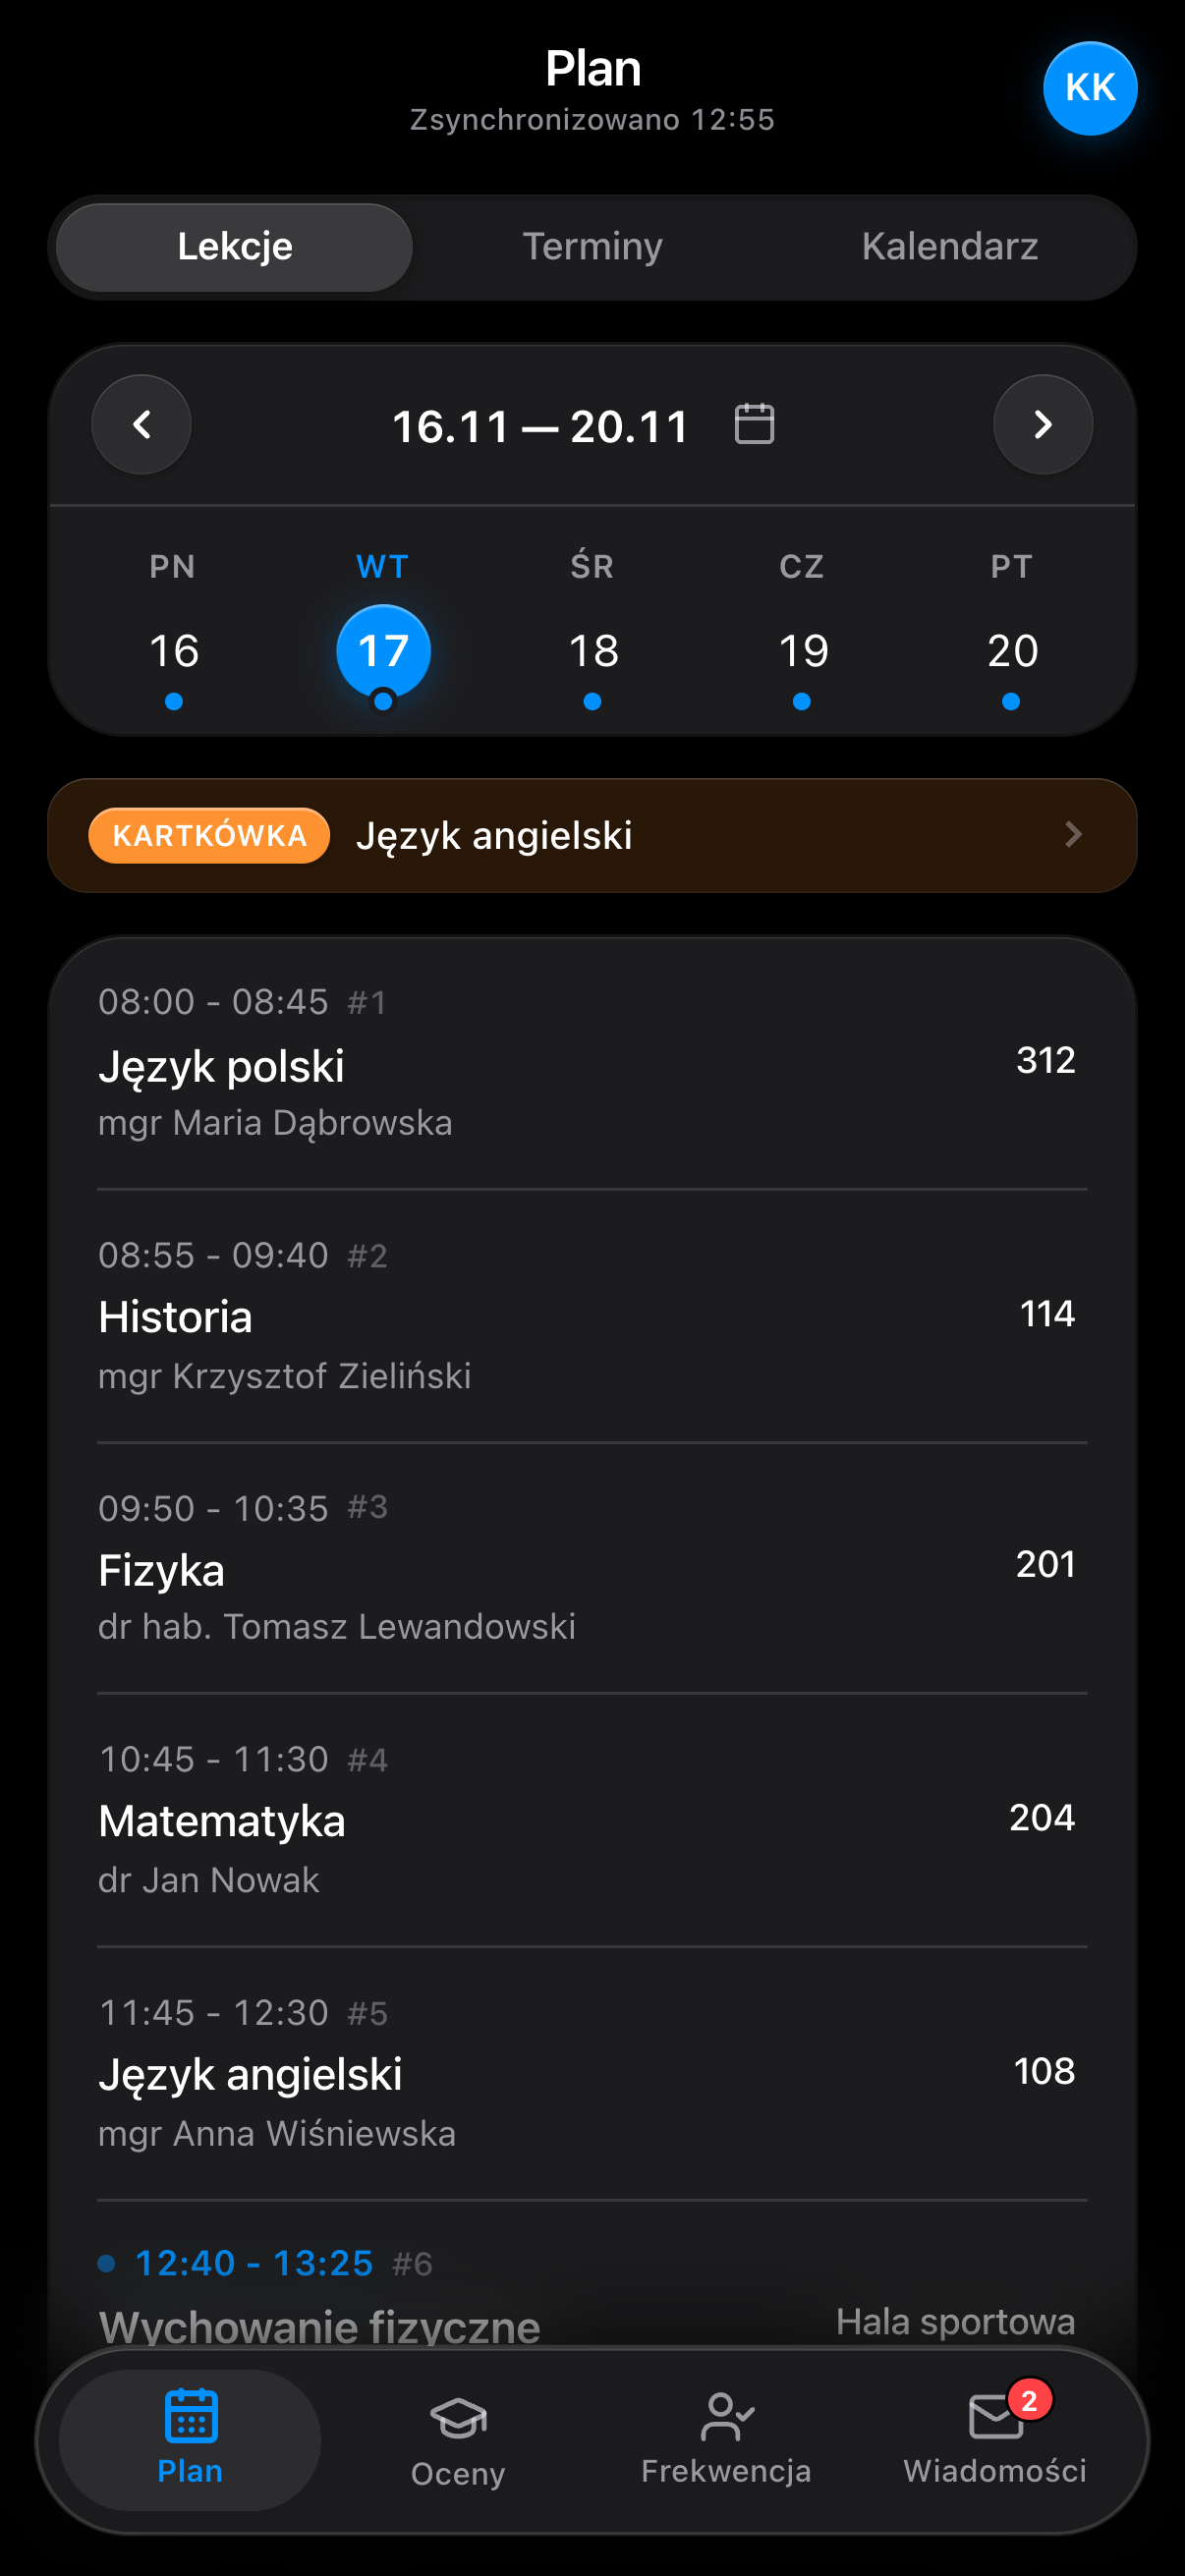 Plan
Zsynchronizowano 12:55
KK
Lekcje Terminy Kalendarz
16.11 — 20.11
PN WT ŚR CZ PT
16 17 18 19 20
KARTKÓWKA Język angielski
08:00 - 08:45 #1
Język polski 312
mgr Maria Dąbrowska
08:55 - 09:40 #2
Historia 114
mgr Krzysztof Zieliński
09:50 - 10:35 #3
Fizyka 201
dr hab. Tomasz Lewandowski
10:45 - 11:30 #4
Matematyka 204
dr Jan Nowak
11:45 - 12:30 #5
Język angielski 108
mgr Anna Wiśniewska
12:40 - 13:25 #6
Wychowanie fizyczne Hala sportowa
2
Plan Oceny Frekwencja Wiadomości